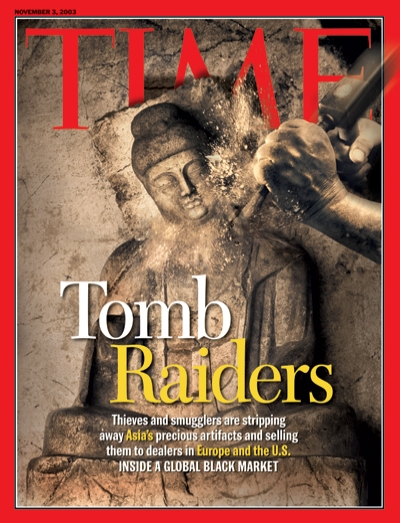 NOVEMBER 3, 2003
TIME
Tomb
Raiders
Thieves and smugglers are stripping
away Asia's precious artifacts and selling
them to dealers in Europe and the U.S.
INSIDE A GLOBAL BLACK MARKET